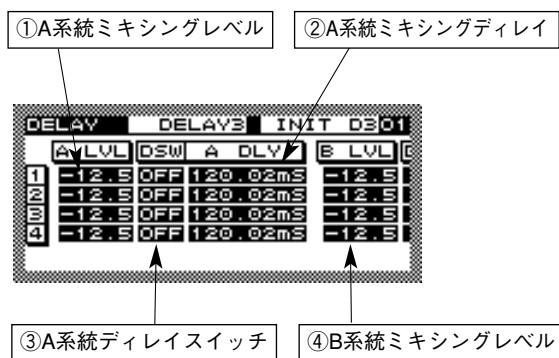 ①A系統ミキシングレベル ②A系統ミキシングディレイ
DELAY DELAY3 INIT D3 01
A LVL DSW A DLY B LVL D
1 -12.5 OFF 120.02mS -12.5
2 -12.5 OFF 120.02mS -12.5
3 -12.5 OFF 120.02mS -12.5
4 -12.5 OFF 120.02mS -12.5
③A系統ディレイスイッチ ④B系統ミキシングレベル